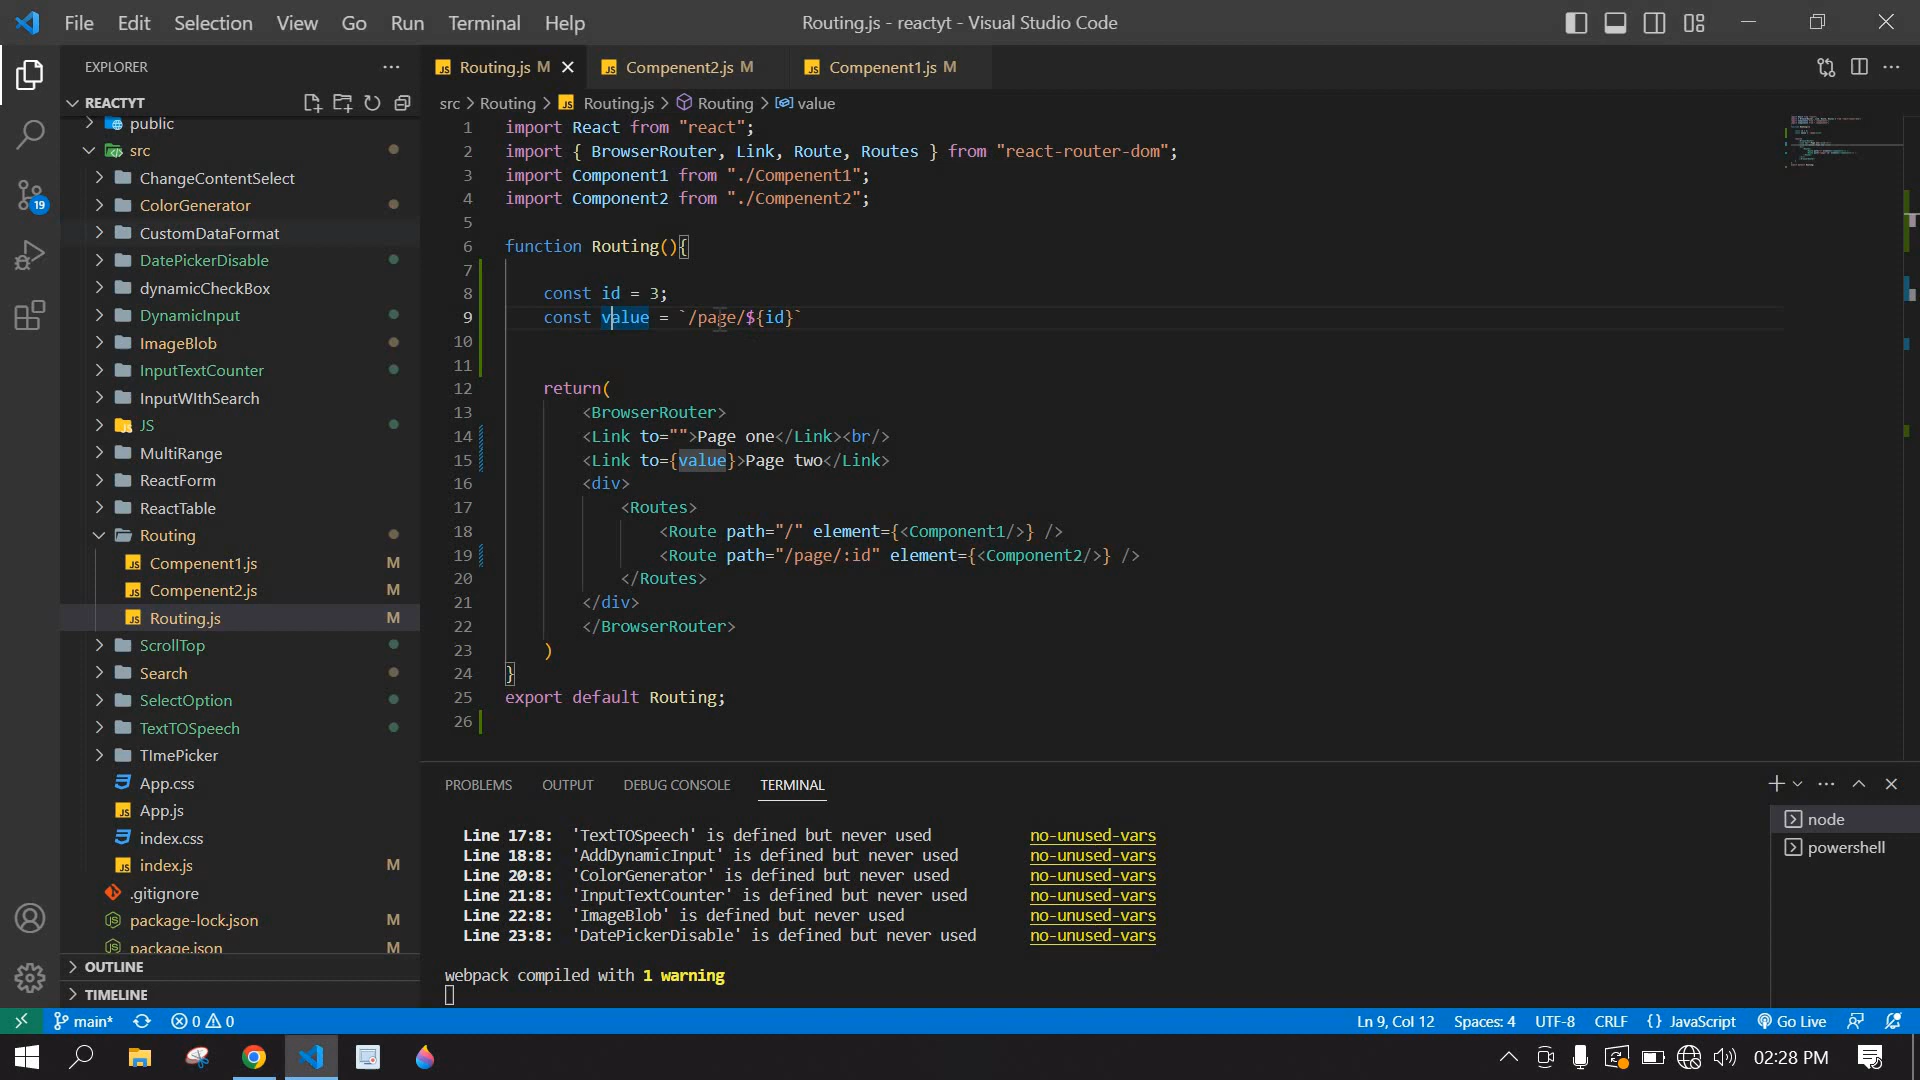 File Edit Selection View Go Run Terminal Help
Routing.js - reactyt - Visual Studio Code
EXPLORER
REACTYT
public
src
ChangeContentSelect
ColorGenerator
CustomDataFormat
DatePickerDisable
dynamicCheckBox
DynamicInput
ImageBlob
InputTextCounter
InputWIthSearch
JS
MultiRange
ReactForm
ReactTable
Routing
Compenent1.js M
Compenent2.js M
Routing.js M
ScrollTop
Search
SelectOption
TextTOSpeech
TImePicker
App.css
App.js
index.css
index.js M
.gitignore
package-lock.json M
package.json M
OUTLINE
TIMELINE
19
Routing.js M Compenent2.js M Compenent1.js M
src > Routing > Routing.js > Routing > value
1 import React from "react";
2 import { BrowserRouter, Link, Route, Routes } from "react-router-dom";
3 import Component1 from "./Compenent1";
4 import Component2 from "./Compenent2";
5
6 function Routing(){
7
8 const id = 3;
9 const value = `/page/${id}`
10
11
12 return(
13 <BrowserRouter>
14 <Link to="">Page one</Link><br/>
15 <Link to={value}>Page two</Link>
16 <div>
17 <Routes>
18 <Route path="/" element={<Component1/>} />
19 <Route path="/page/:id" element={<Component2/>} />
20 </Routes>
21 </div>
22 </BrowserRouter>
23 )
24 }
25 export default Routing;
26
PROBLEMS OUTPUT DEBUG CONSOLE TERMINAL
Line 17:8: 'TextTOSpeech' is defined but never used no-unused-vars
Line 18:8: 'AddDynamicInput' is defined but never used no-unused-vars
Line 20:8: 'ColorGenerator' is defined but never used no-unused-vars
Line 21:8: 'InputTextCounter' is defined but never used no-unused-vars
Line 22:8: 'ImageBlob' is defined but never used no-unused-vars
Line 23:8: 'DatePickerDisable' is defined but never used no-unused-vars
webpack compiled with 1 warning
node
powershell
main* 0 0 Ln 9, Col 12 Spaces: 4 UTF-8 CRLF {} JavaScript Go Live
02:28 PM